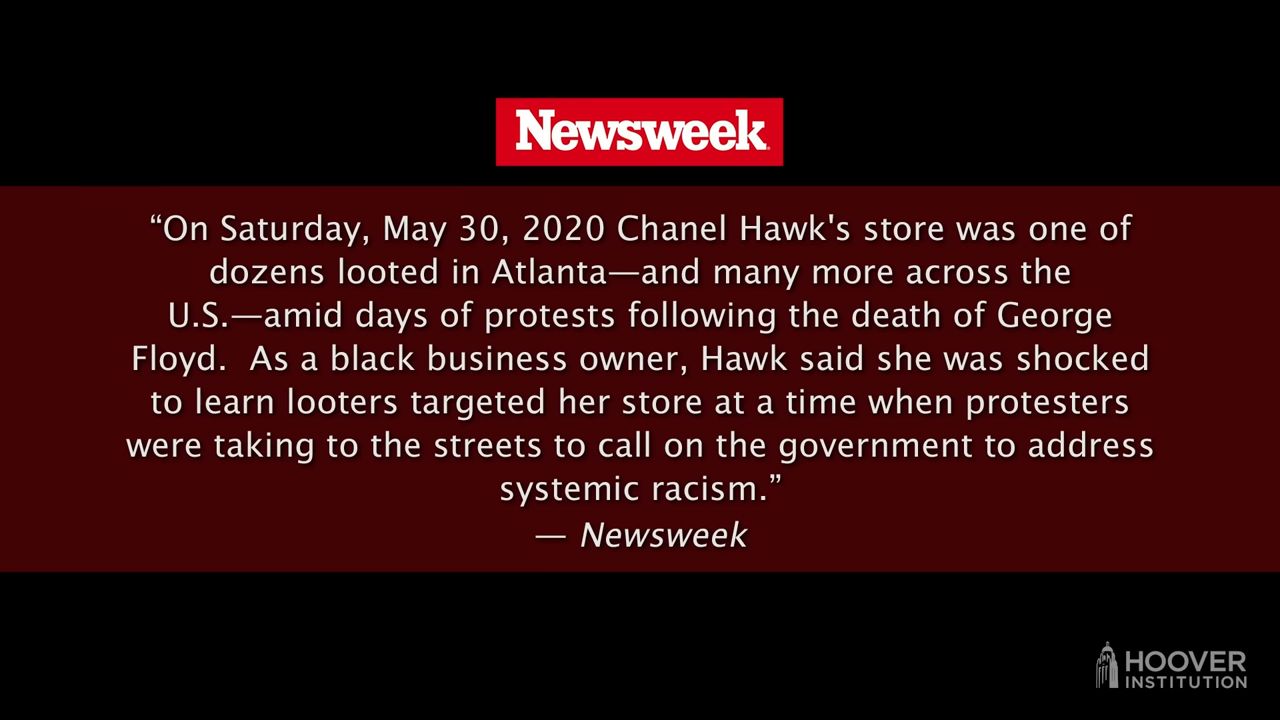 Newsweek
“On Saturday, May 30, 2020 Chanel Hawk's store was one of
dozens looted in Atlanta—and many more across the
U.S.—amid days of protests following the death of George
Floyd.  As a black business owner, Hawk said she was shocked
to learn looters targeted her store at a time when protesters
were taking to the streets to call on the government to address
systemic racism.”
— Newsweek
HOOVER
INSTITUTION